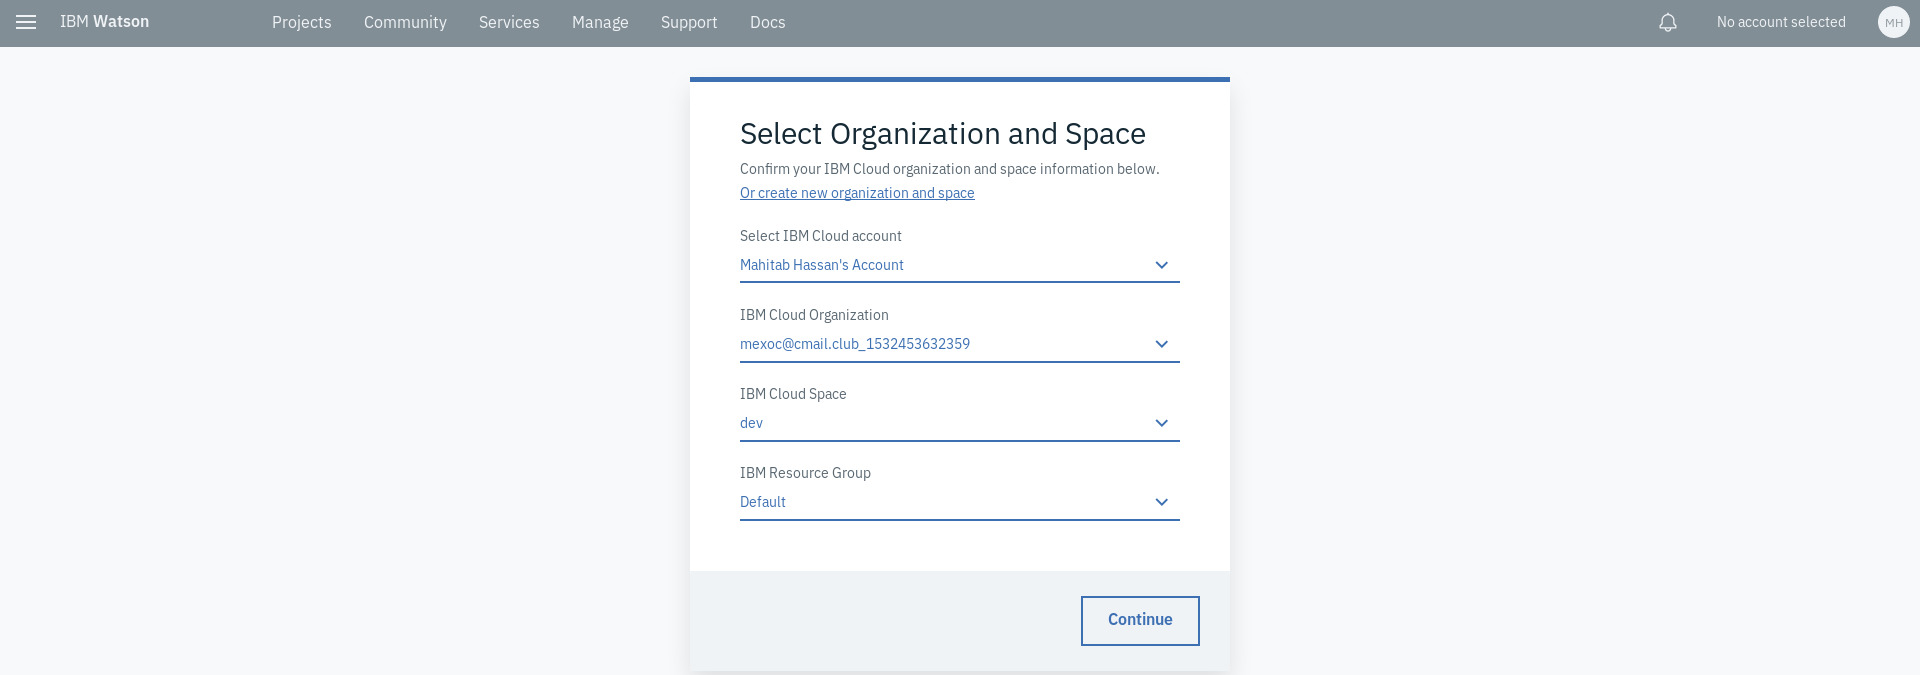 IBM Watson
Projects Community Services Manage Support Docs
No account selected
MH
Select Organization and Space
Confirm your IBM Cloud organization and space information below.
Or create new organization and space
Select IBM Cloud account
Mahitab Hassan's Account
IBM Cloud Organization
mexoc@cmail.club_1532453632359
IBM Cloud Space
dev
IBM Resource Group
Default
Continue